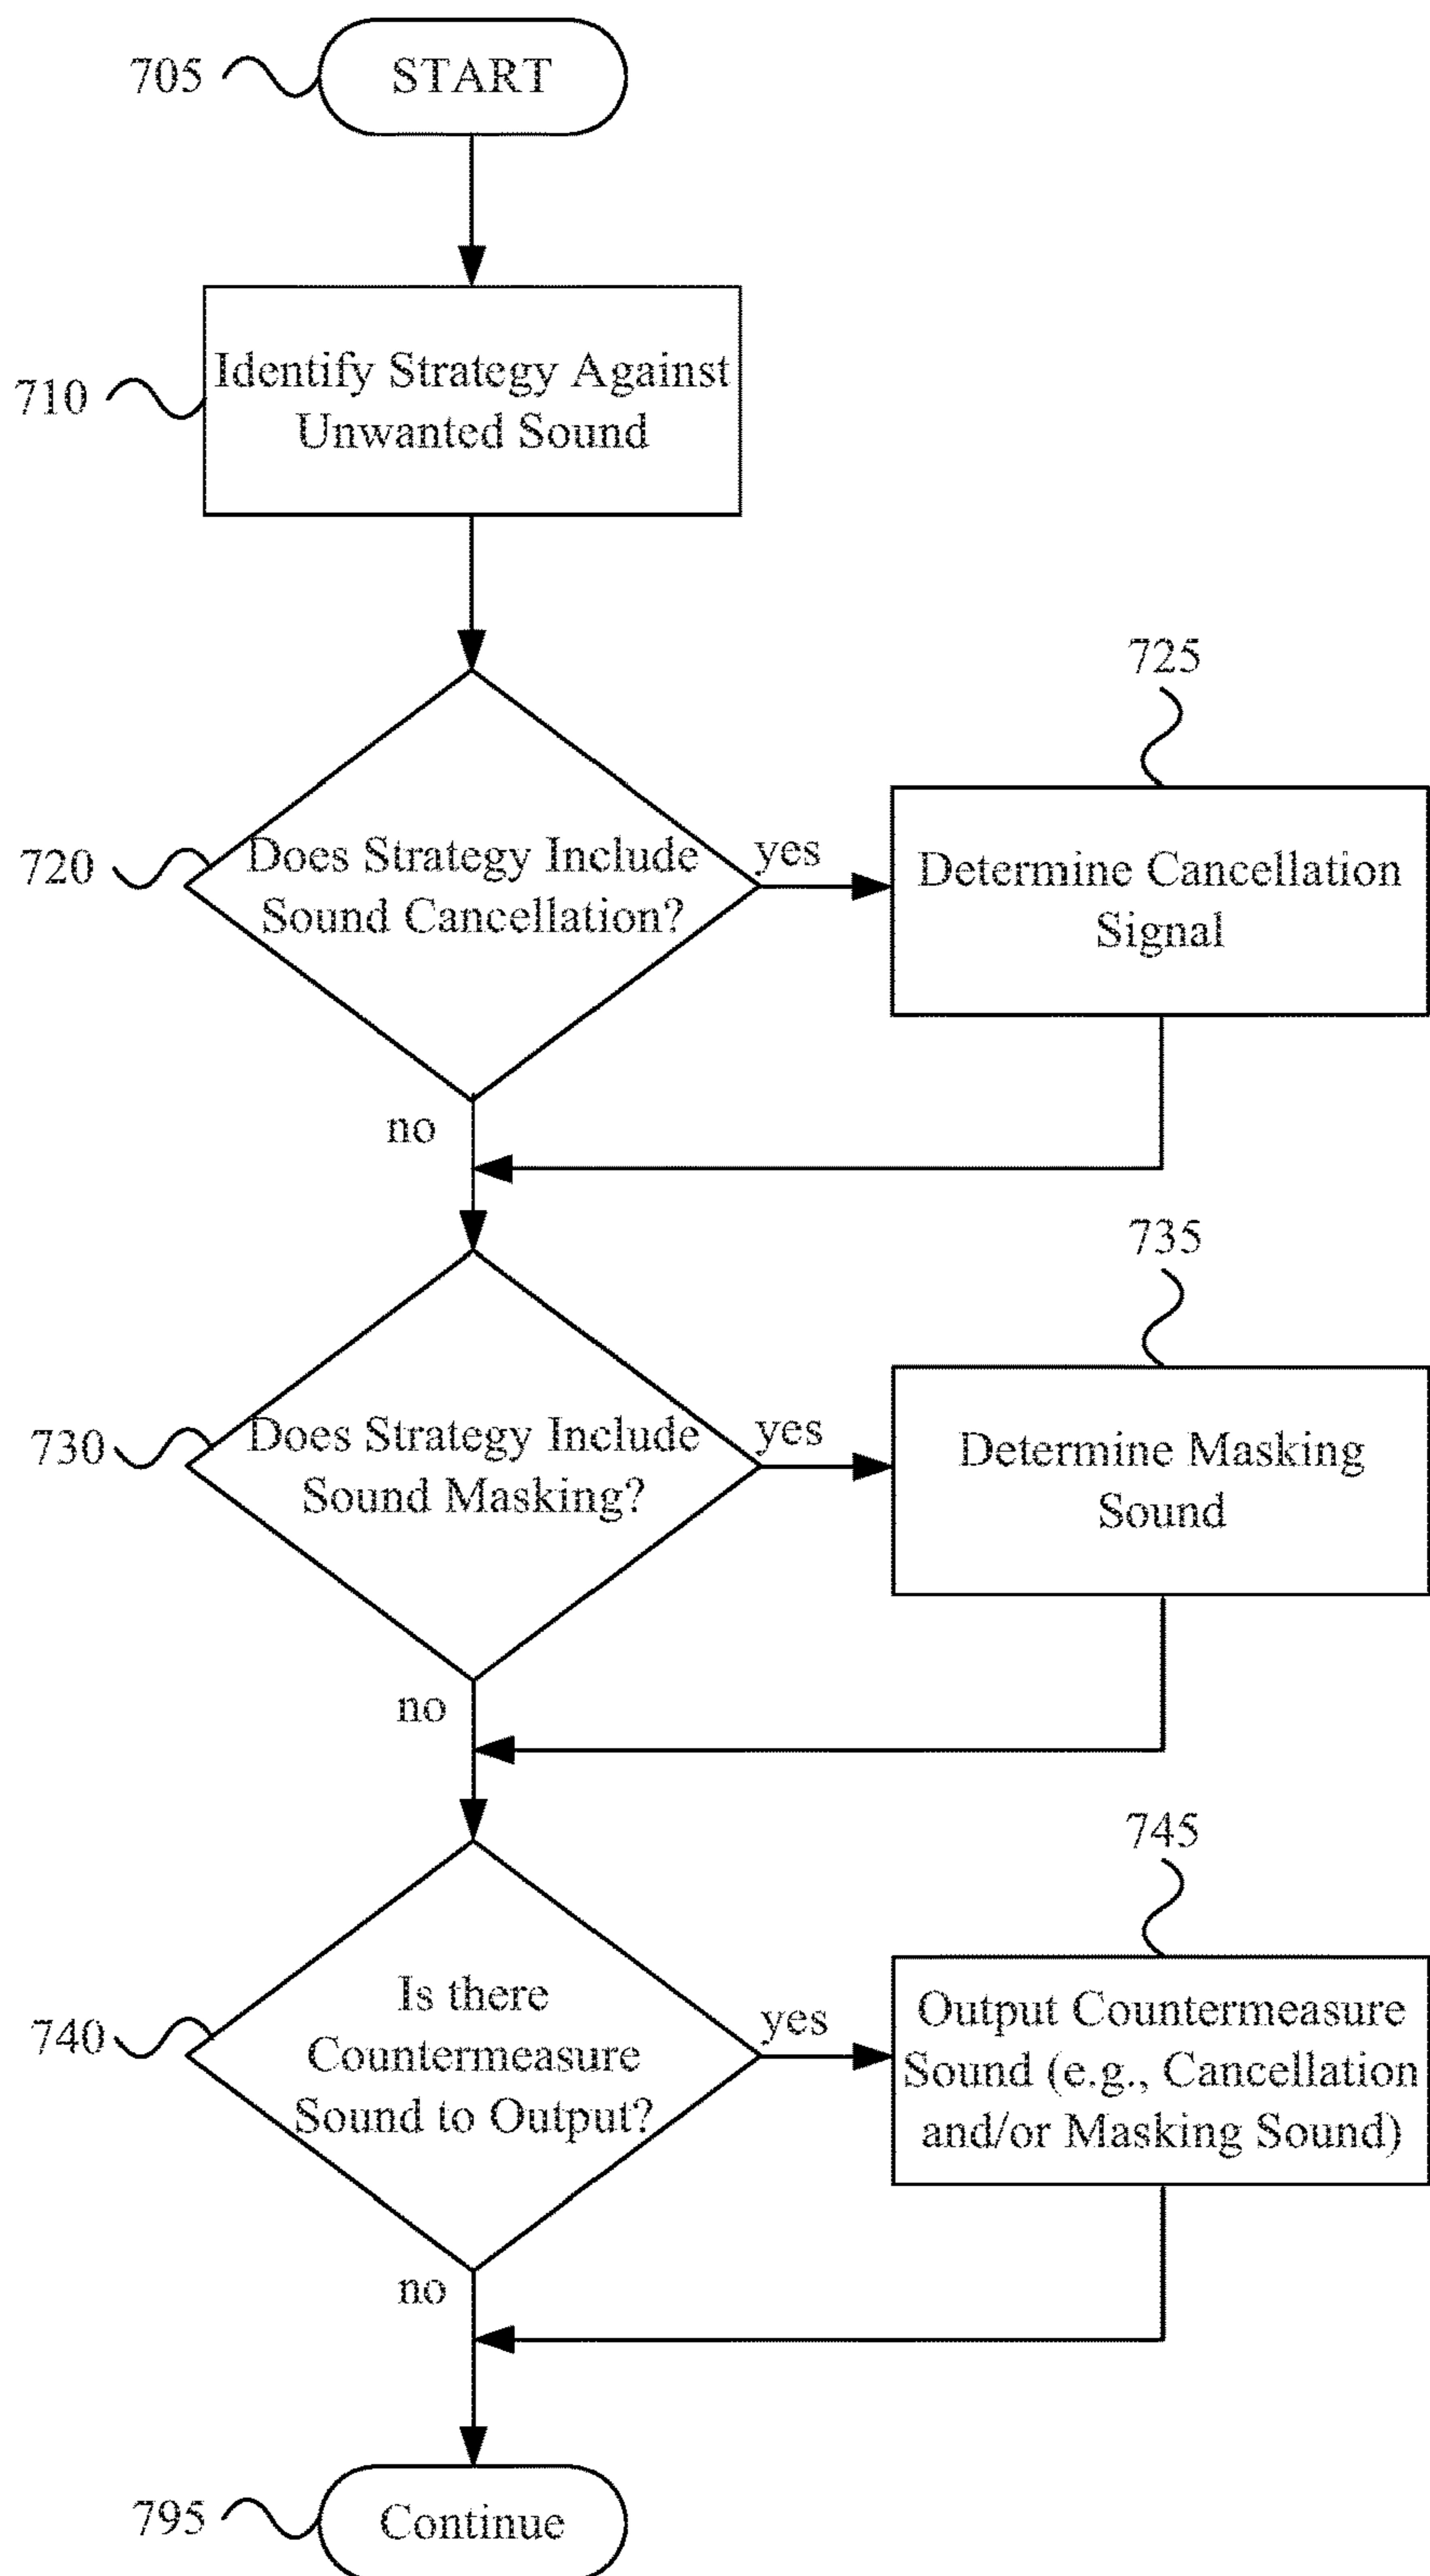 705
START
710
Identify Strategy Against
Unwanted Sound
725
720
Does Strategy Include
Sound Cancellation?
yes
Determine Cancellation
Signal
no
735
730
Does Strategy Include
Sound Masking?
yes
Determine Masking
Sound
no
745
740
Is there
Countermeasure
Sound to Output?
yes
Output Countermeasure
Sound (e.g., Cancellation
and/or Masking Sound)
no
795
Continue